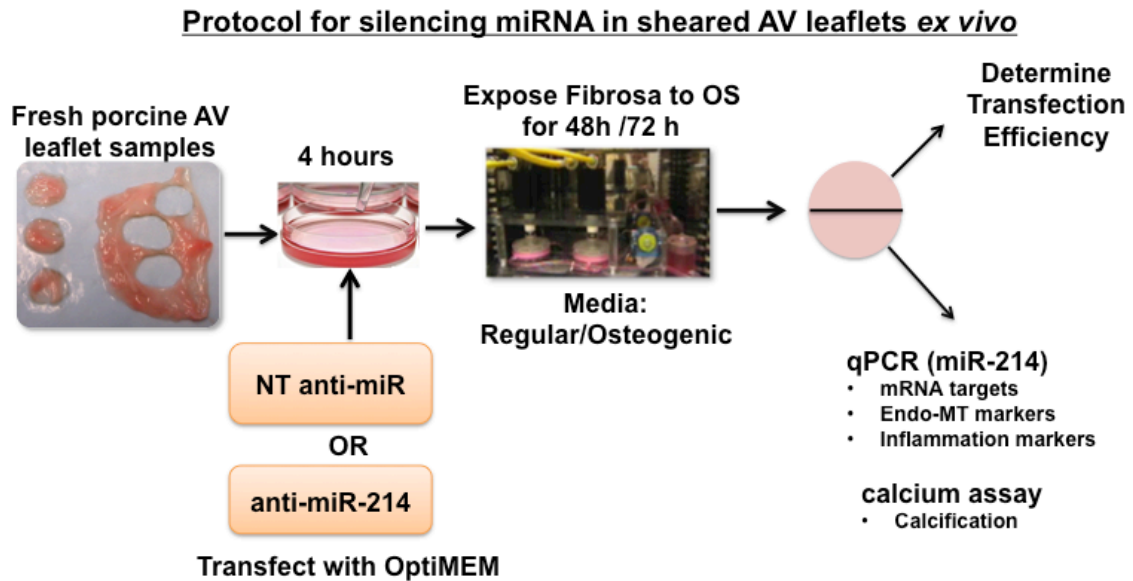 Protocol for silencing miRNA in sheared AV leaflets ex vivo
Fresh porcine AV
leaflet samples
4 hours
Expose Fibrosa to OS
for 48h /72 h
Media:
Regular/Osteogenic
NT anti-miR
OR
anti-miR-214
Transfect with OptiMEM
Determine
Transfection
Efficiency
qPCR (miR-214)
• mRNA targets
• Endo-MT markers
• Inflammation markers
calcium assay
• Calcification